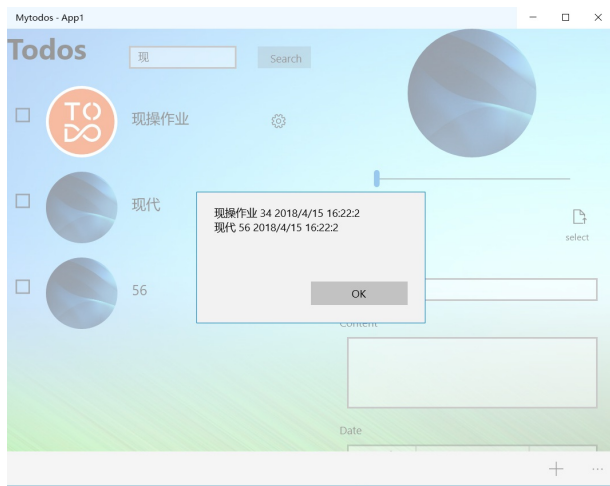 Mytodos - App1
Todos
现
Search
TO
DO
现操作业
现代
56
现操作业 34 2018/4/15 16:22:2
现代 56 2018/4/15 16:22:2
OK
select
Content
Date